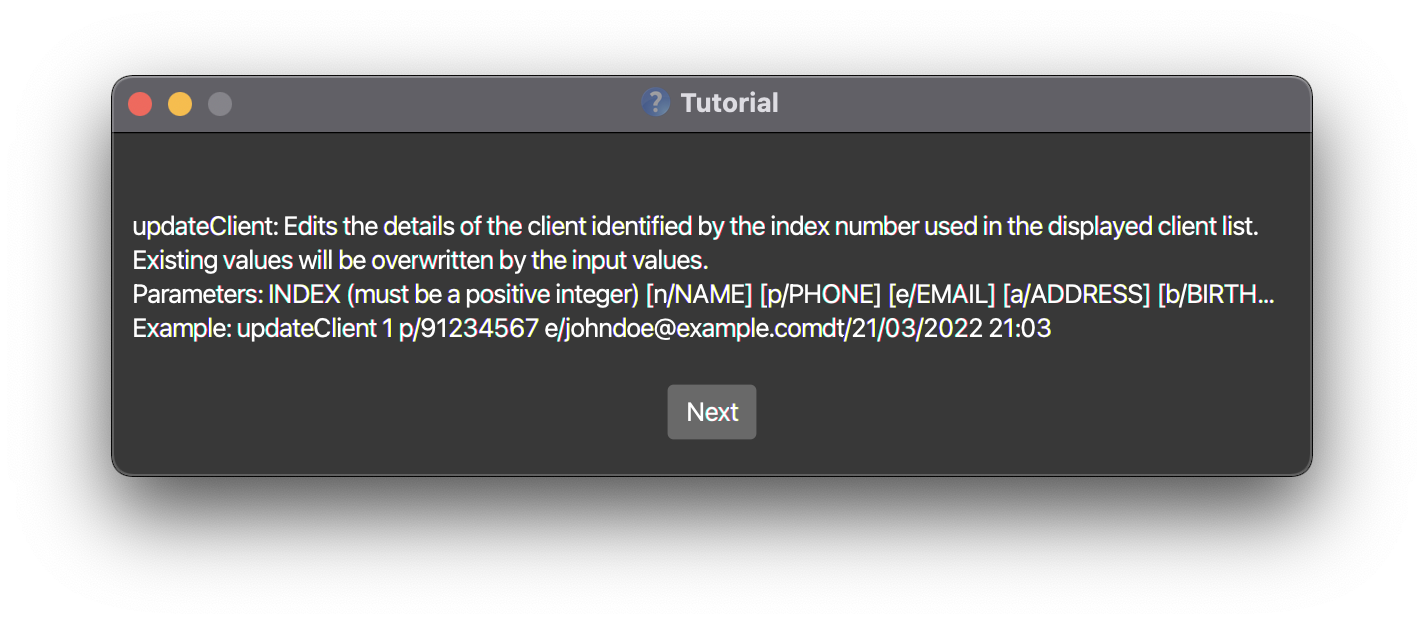 ? Tutorial
updateClient: Edits the details of the client identified by the index number used in the displayed client list.
Existing values will be overwritten by the input values.
Parameters: INDEX (must be a positive integer) [n/NAME] [p/PHONE] [e/EMAIL] [a/ADDRESS] [b/BIRTH...
Example: updateClient 1 p/91234567 e/johndoe@example.comdt/21/03/2022 21:03
Next